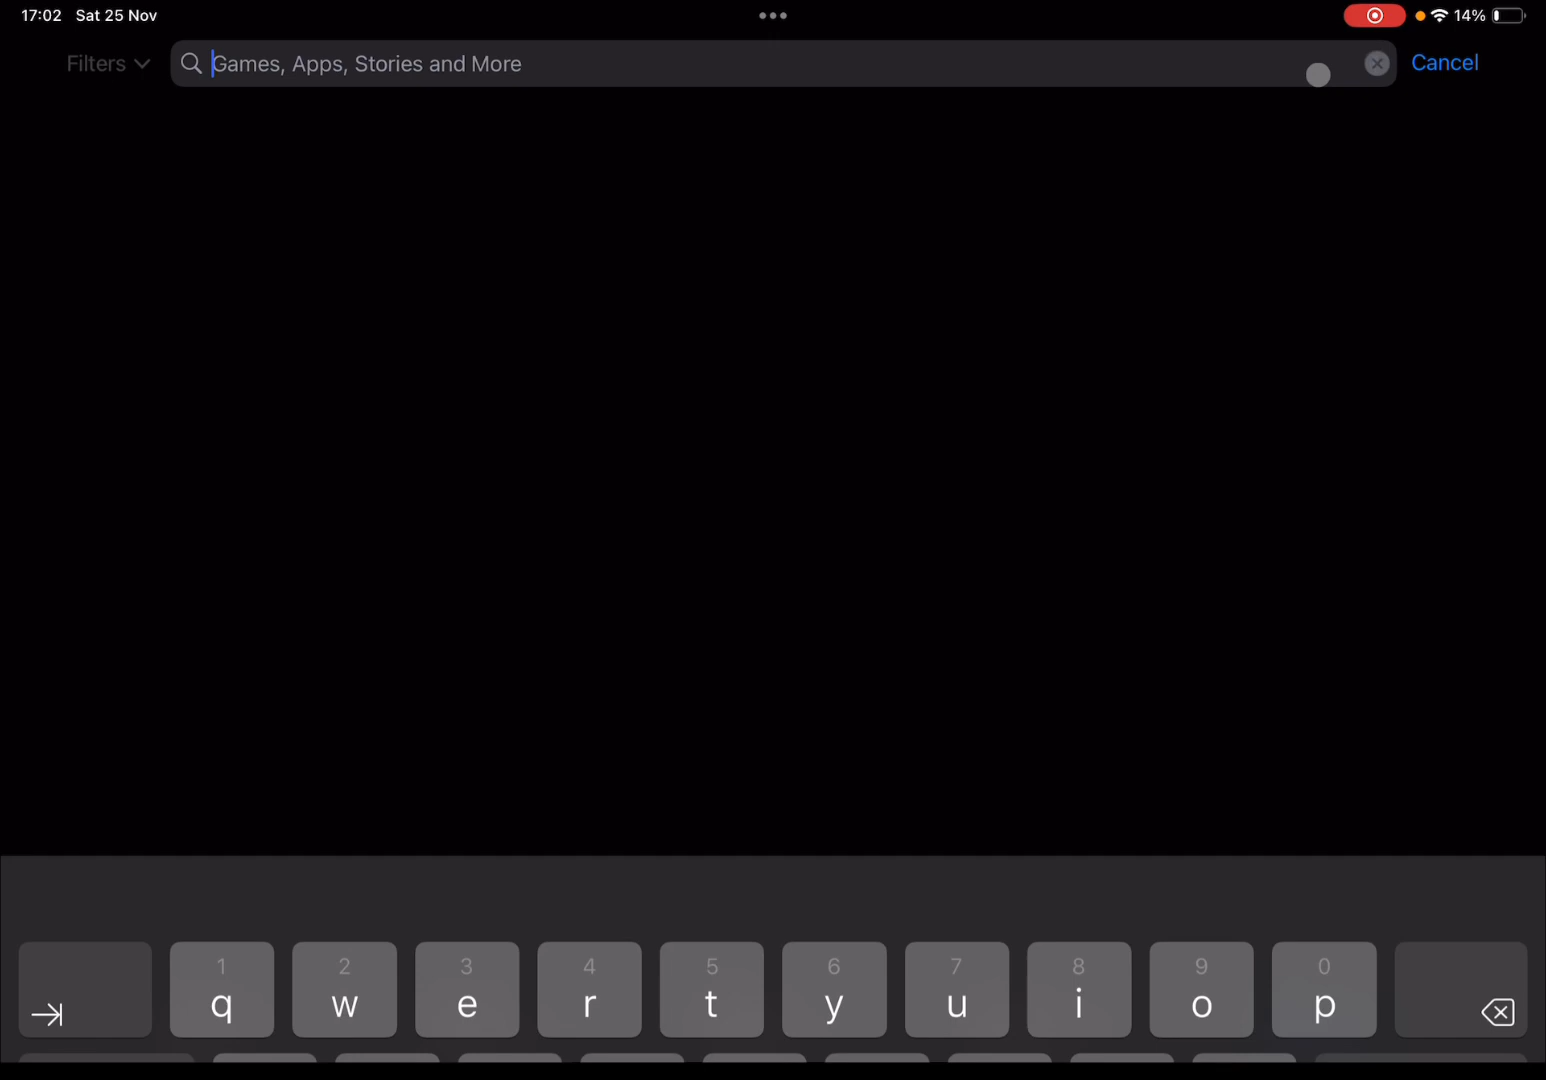 17:02 Sat 25 Nov
14%
Filters
Games, Apps, Stories and More
Cancel
1 2 3 4 5 6 7 8 9 0
q w e r t y u i o p